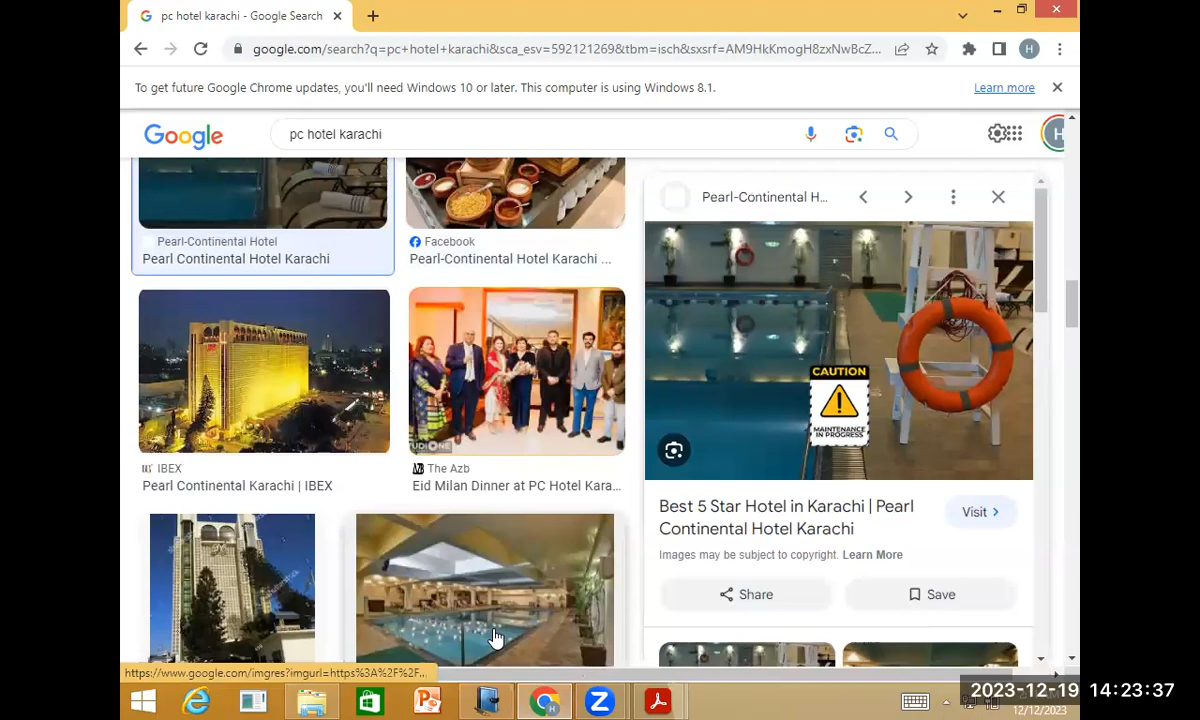 pc hotel karachi - Google Search
google.com/search?q=pc+hotel+karachi&sca_esv=592121269&tbm=isch&sxsrf=AM9HkKmogH8zxNwBcZ...
H
To get future Google Chrome updates, you'll need Windows 10 or later. This computer is using Windows 8.1.
Learn more
Google
pc hotel karachi
H
Pearl-Continental Hotel
Pearl Continental Hotel Karachi
Facebook
Pearl-Continental Hotel Karachi ...
Pearl-Continental H...
CAUTION
MAINTENANCE
IN PROGRESS
IBEX
Pearl Continental Karachi | IBEX
The Azb
Eid Milan Dinner at PC Hotel Kara...
Best 5 Star Hotel in Karachi | Pearl
Continental Hotel Karachi
Visit
Images may be subject to copyright. Learn More
Share
Save
https://www.google.com/imgres?imgurl=https%3A%2F%2F...
2023-12-19 14:23:37
12/12/2023